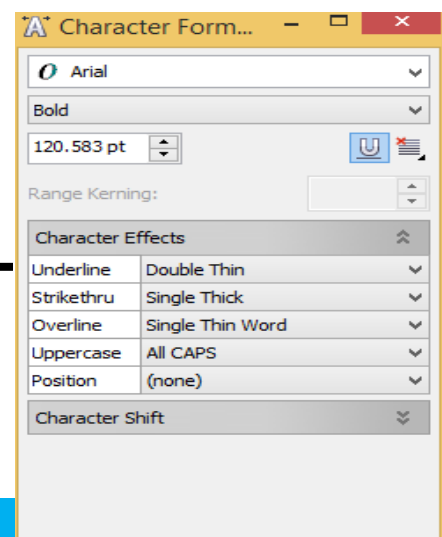 Character Form...
Arial
Bold
120.583 pt
Range Kerning:
Character Effects
Underline Double Thin
Strikethru Single Thick
Overline Single Thin Word
Uppercase All CAPS
Position (none)
Character Shift